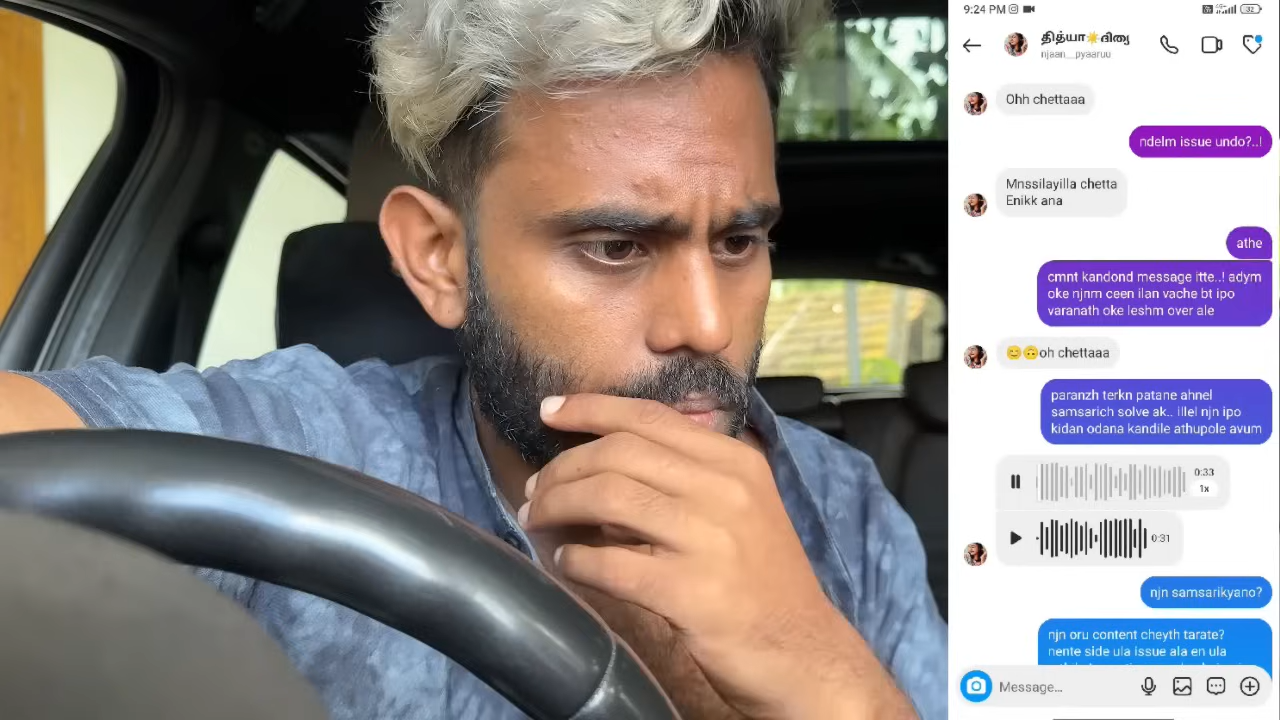 9:24 PM
32
தித்யா☀️ദിത്യ
njaan__pyaaruu
Ohh chettaaa
ndelm issue undo?..!
Mnssilayilla chetta
Enikk ana
athe
cmnt kandond message itte..! adym
oke njnm ceen ilan vache bt ipo
varanath oke leshm over ale
😊🙃oh chettaaa
paranzh terkn patane ahnel
samsarich solve ak.. illel njn ipo
kidan odana kandile athupole avum
0:33
1x
0:31
njn samsarikyano?
njn oru content cheyth tarate?
nente side ula issue ala en ula
Message...